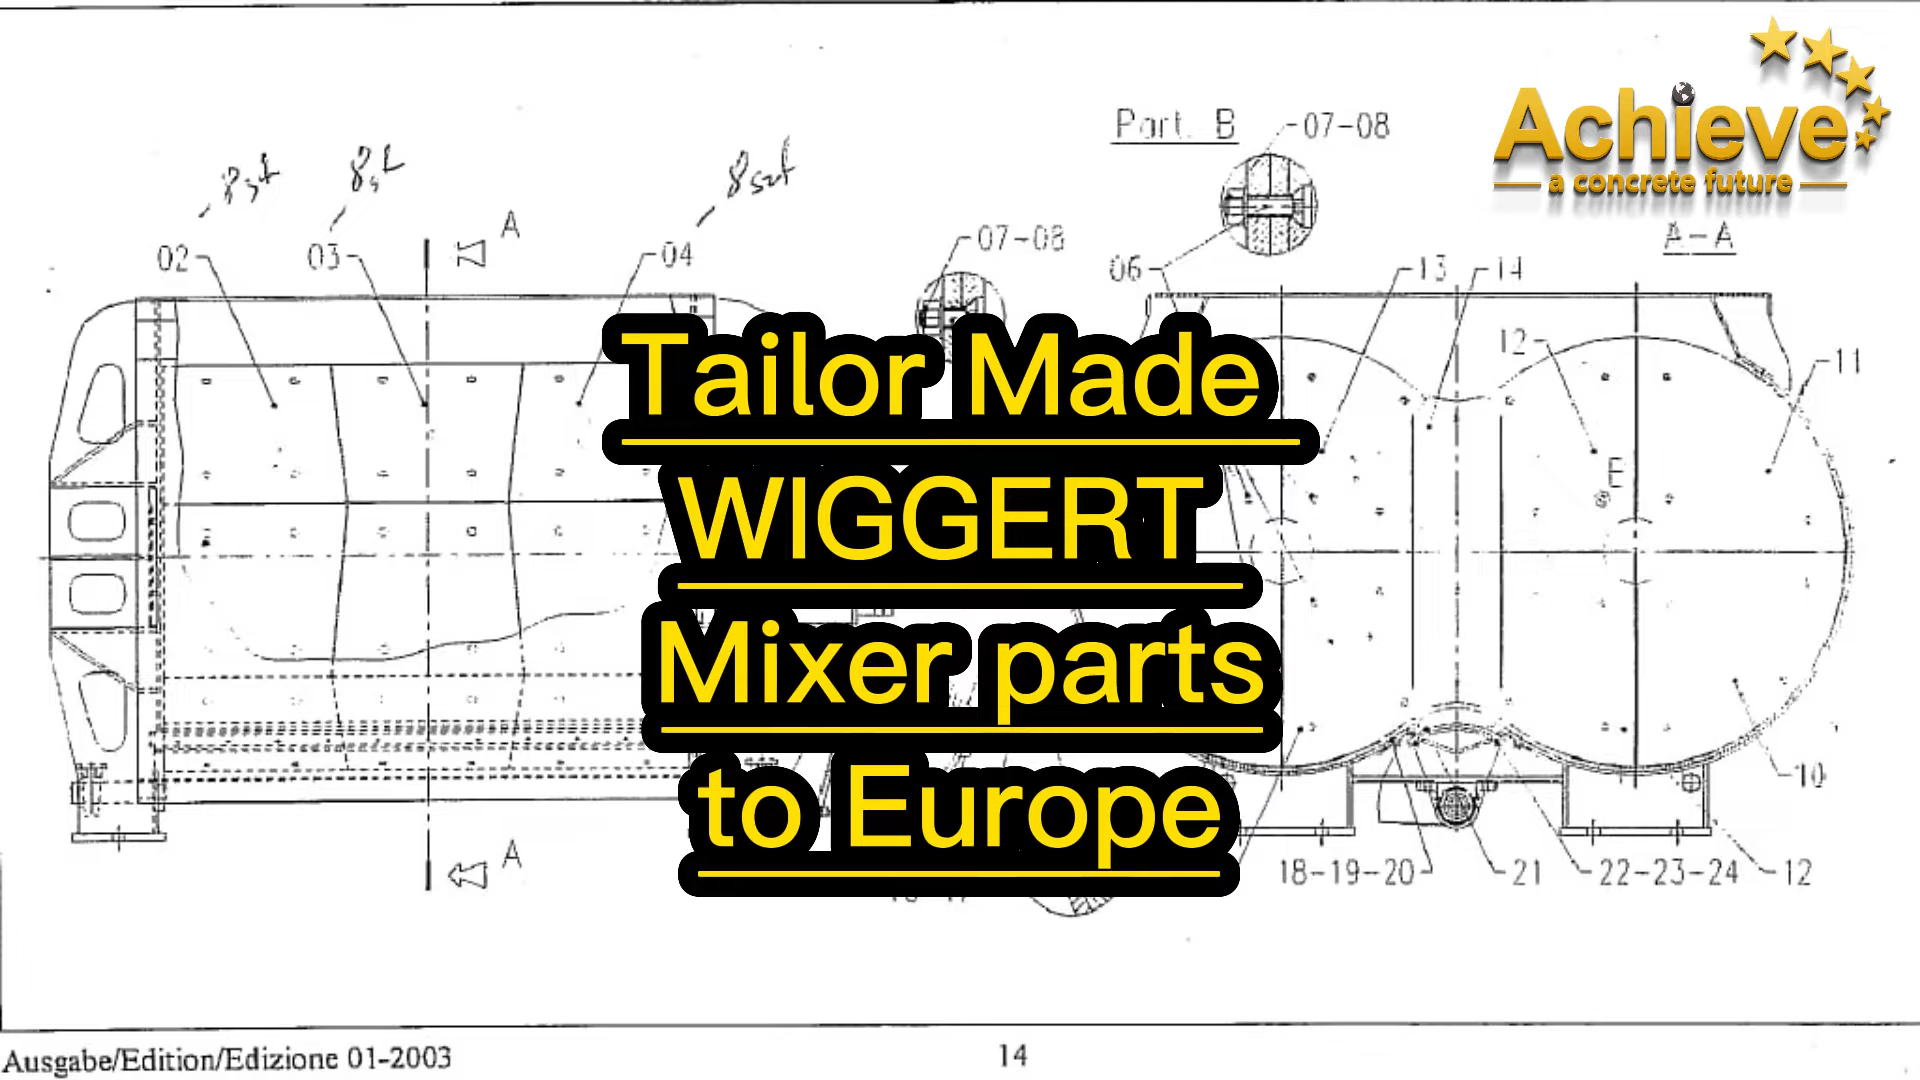 Achieve
a concrete future
Part. B
07-08
A
07-08
A-A
02
03
04
06
13
14
12
11
Tailor Made
WIGGERT
Mixer parts
to Europe
E
10
A
18-19-20
21
22-23-24
12
Ausgabe/Edition/Edizione 01-2003
14